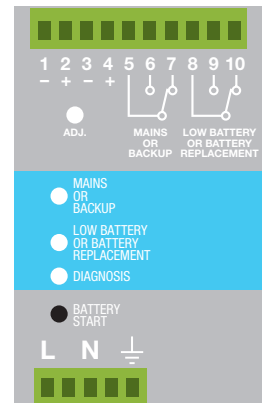 1 2 3 4 5 6 7 8 9 10
− + − +
ADJ.
MAINS
OR
BACKUP
LOW BATTERY
OR BATTERY
REPLACEMENT
MAINS
OR
BACKUP
LOW BATTERY
OR BATTERY
REPLACEMENT
DIAGNOSIS
BATTERY
START
L N